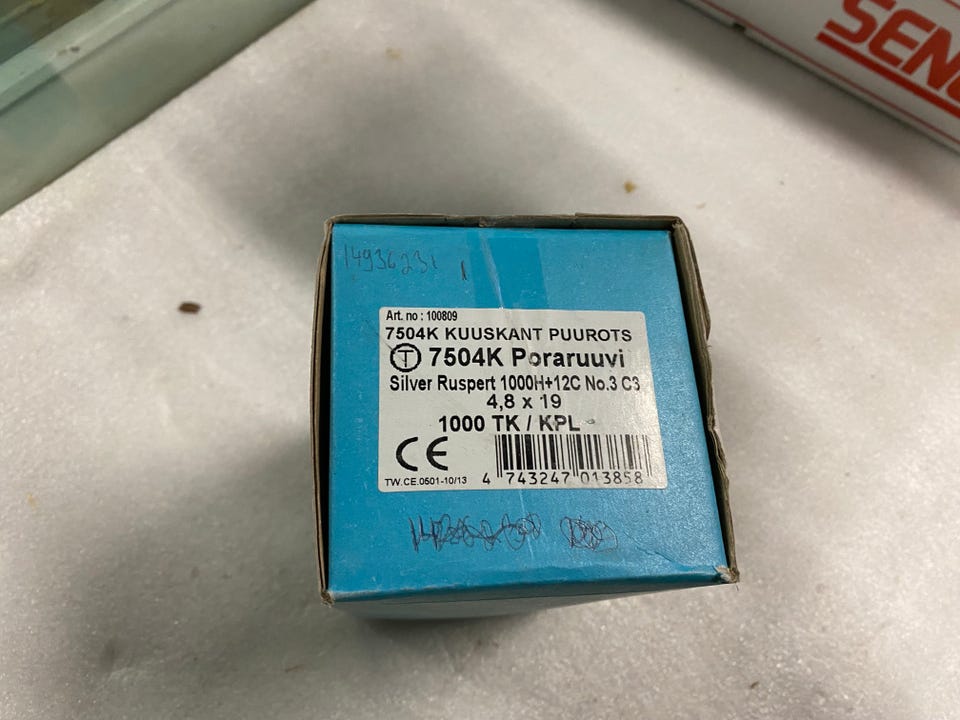 SEN
14936231 1
Art. no : 100809
7504K KUUSKANT PUUROTS
T 7504K Poraruuvi
Silver Ruspert 1000H+12C No.3 C3
4,8 x 19
1000 TK / KPL
CE
TW.CE.0501-10/13
4 743247 013858